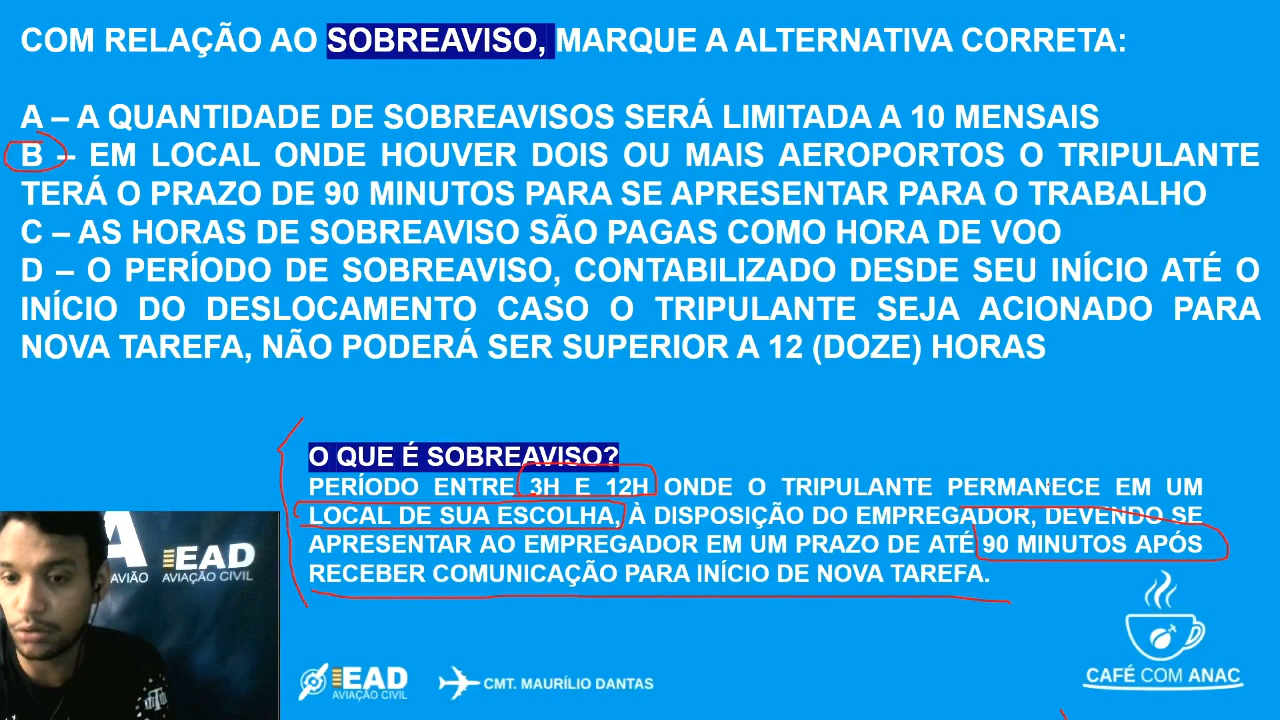 COM RELAÇÃO AO SOBREAVISO, MARQUE A ALTERNATIVA CORRETA:
A – A QUANTIDADE DE SOBREAVISOS SERÁ LIMITADA A 10 MENSAIS
B – EM LOCAL ONDE HOUVER DOIS OU MAIS AEROPORTOS O TRIPULANTE
TERÁ O PRAZO DE 90 MINUTOS PARA SE APRESENTAR PARA O TRABALHO
C – AS HORAS DE SOBREAVISO SÃO PAGAS COMO HORA DE VOO
D – O PERÍODO DE SOBREAVISO, CONTABILIZADO DESDE SEU INÍCIO ATÉ O
INÍCIO DO DESLOCAMENTO CASO O TRIPULANTE SEJA ACIONADO PARA
NOVA TAREFA, NÃO PODERÁ SER SUPERIOR A 12 (DOZE) HORAS
O QUE É SOBREAVISO?
PERÍODO ENTRE 3H E 12H ONDE O TRIPULANTE PERMANECE EM UM
LOCAL DE SUA ESCOLHA, À DISPOSIÇÃO DO EMPREGADOR, DEVENDO SE
APRESENTAR AO EMPREGADOR EM UM PRAZO DE ATÉ 90 MINUTOS APÓS
RECEBER COMUNICAÇÃO PARA INÍCIO DE NOVA TAREFA.
A
AVIÃO
EAD
AVIAÇÃO CIVIL
EAD
AVIAÇÃO CIVIL
CMT. MAURÍLIO DANTAS
CAFÉ COM ANAC